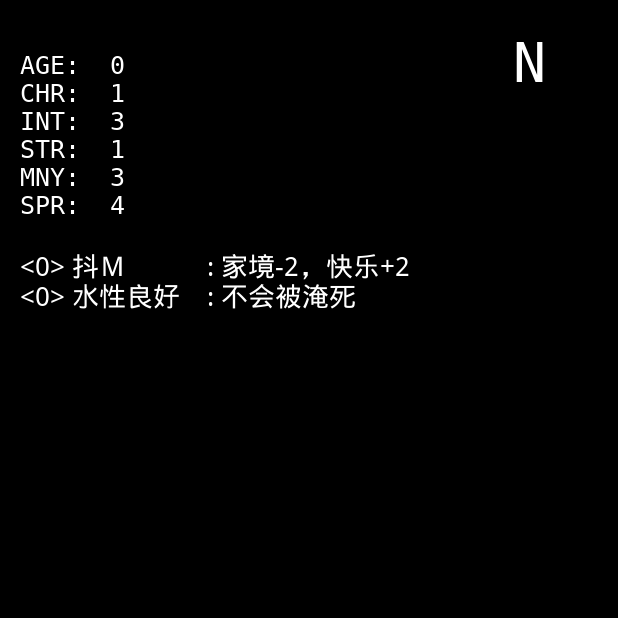 N
AGE: 0
CHR: 1
INT: 3
STR: 1
MNY: 3
SPR: 4
<0> 抖M : 家境-2，快乐+2
<0> 水性良好 : 不会被淹死